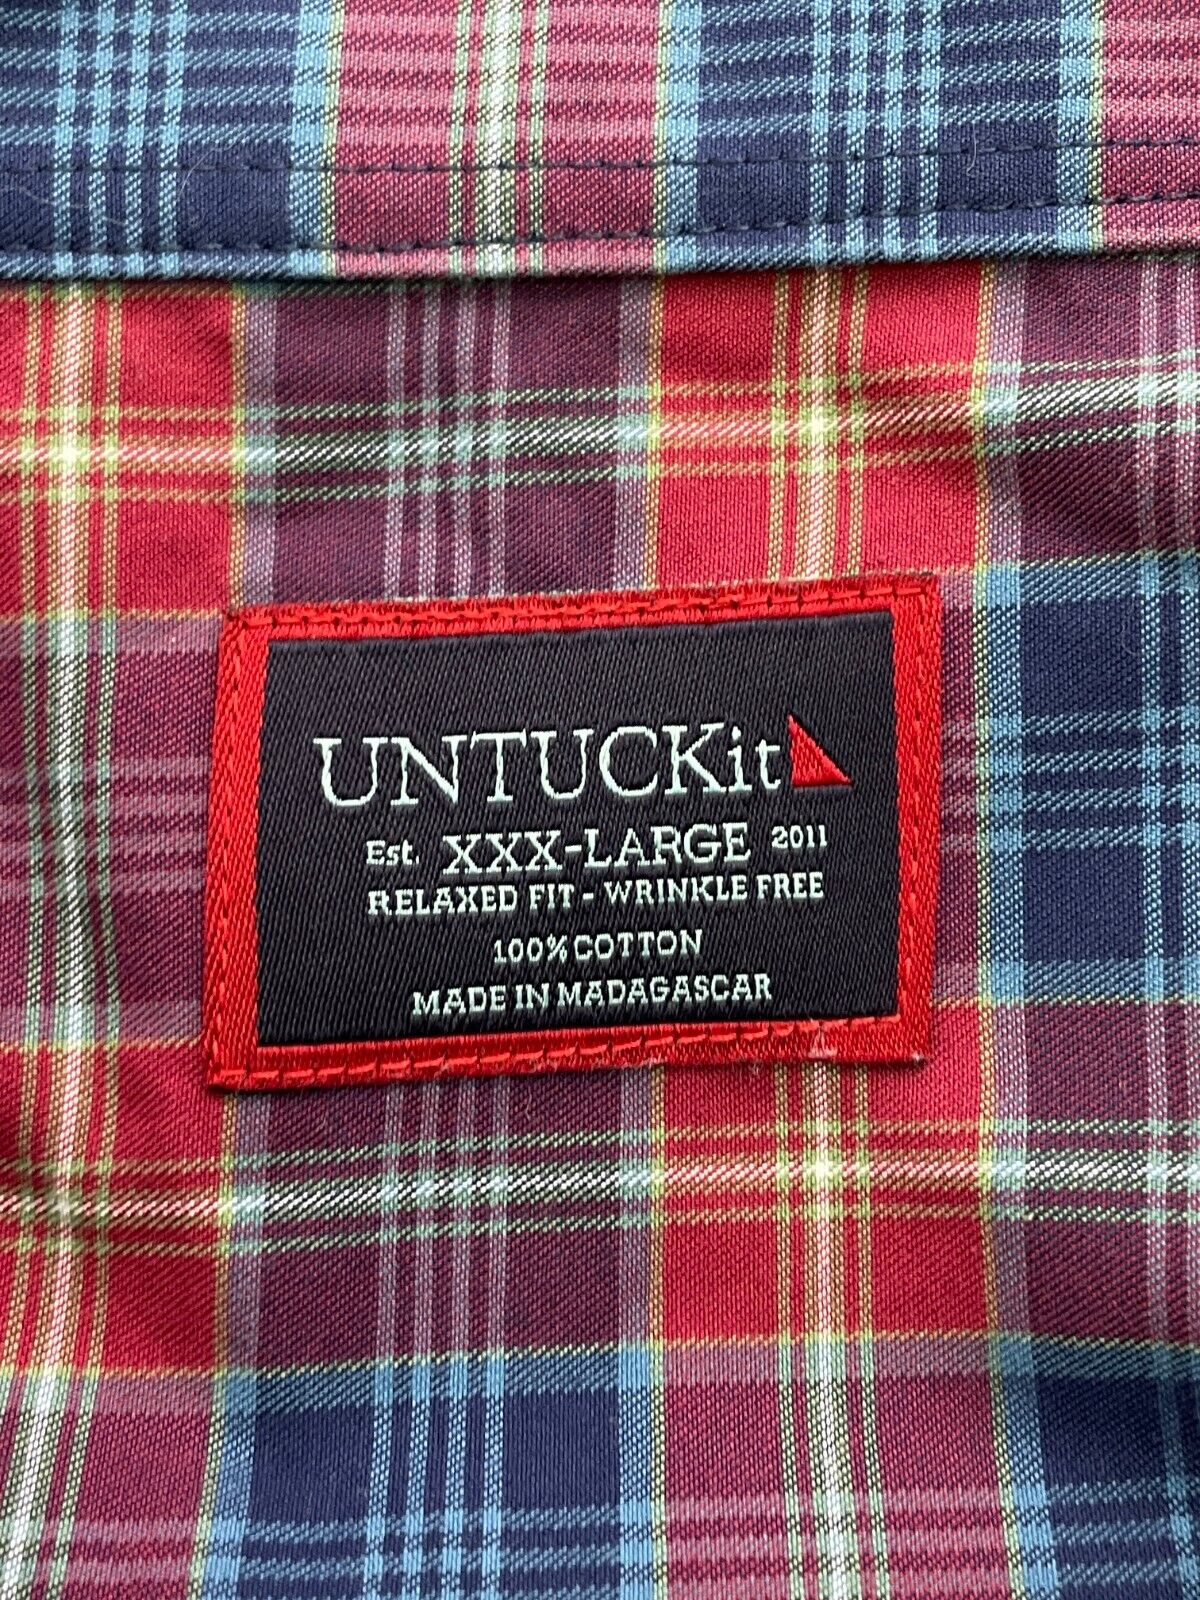 UNTUCKit
Est. XXX-LARGE 2011
RELAXED FIT - WRINKLE FREE
100% COTTON
MADE IN MADAGASCAR